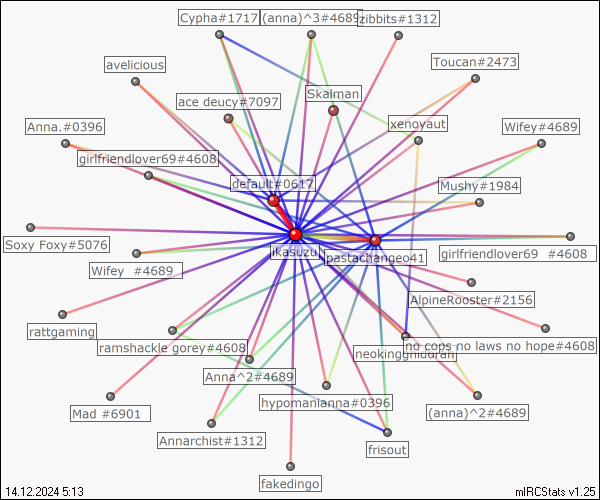 Cypha#1717
(anna)^3#4689
zibbits#1312
avelicious
Toucan#2473
ace deucy#7097
Skalman
Anna.#0396
xenoyaut
Wifey#4689
girlfriendlover69#4608
default#0617
Mushy#1984
Soxy Foxy#5076
ikasuzu
pastachangeo41
girlfriendlover69 #4608
Wifey #4689
AlpineRooster#2156
rattgaming
ramshackle gorey#4608
neokingghidorah
no cops no laws no hope#4608
Anna^2#4689
hypomanianna#0396
Mad #6901
(anna)^2#4689
Annarchist#1312
frisout
fakedingo
14.12.2024 5:13
mIRCStats v1.25